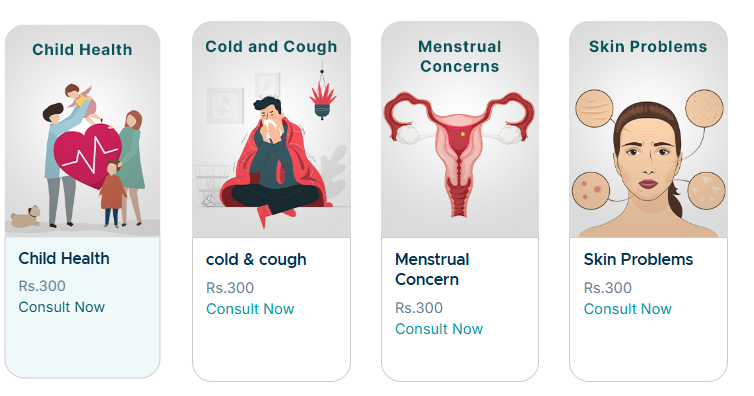 Child Health
Child Health
Rs.300
Consult Now
Cold and Cough
cold & cough
Rs.300
Consult Now
Menstrual
Concerns
Menstrual
Concern
Rs.300
Consult Now
Skin Problems
Skin Problems
Rs.300
Consult Now